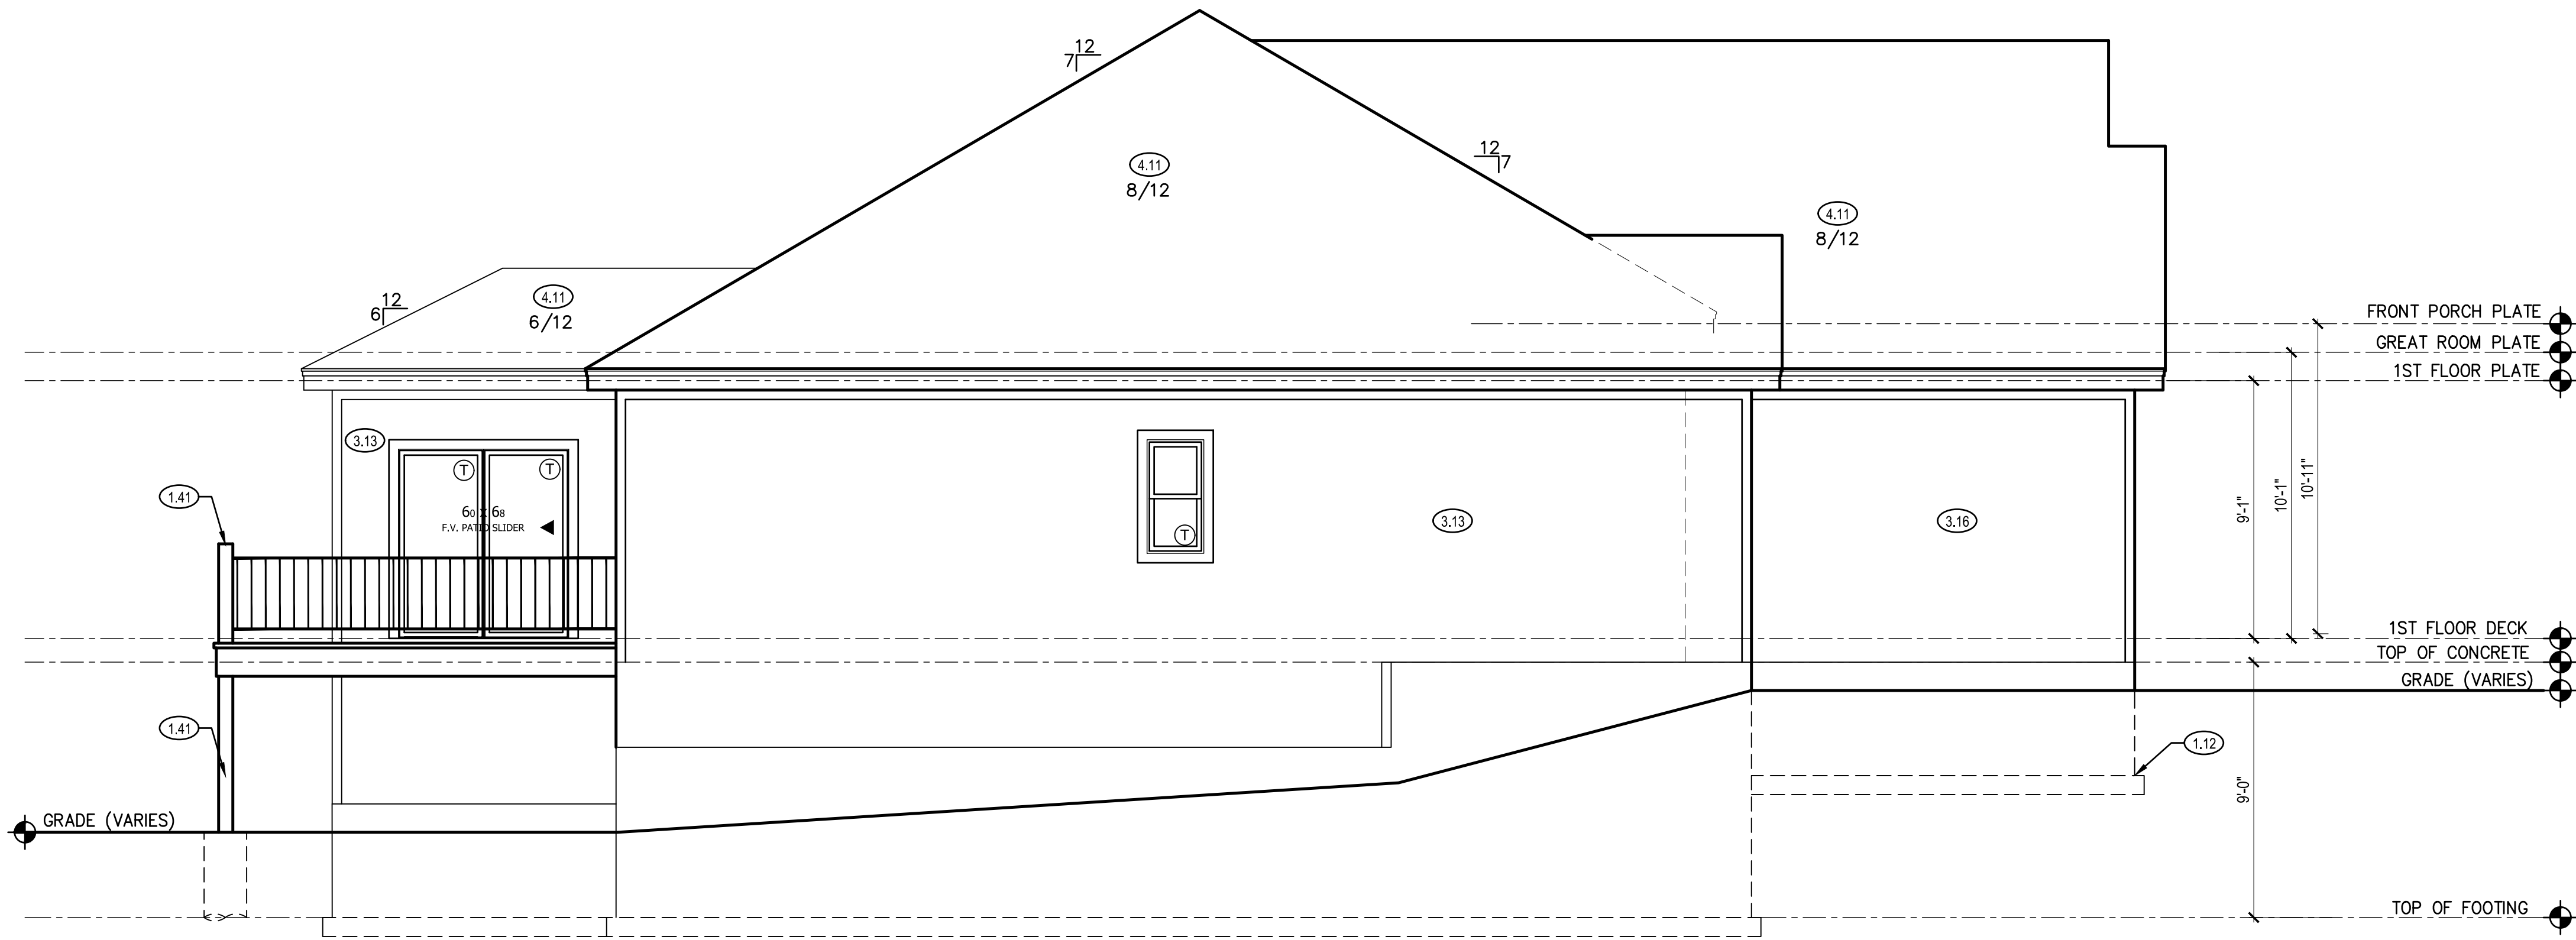 12
7
12
7
4.11
8/12
4.11
8/12
12
6
4.11
6/12
FRONT PORCH PLATE
GREAT ROOM PLATE
1ST FLOOR PLATE
3.13
T
T
1.41
60 x 68
F.V. PATIO SLIDER
T
3.13
3.16
9'-1"
10'-1"
10'-11"
1ST FLOOR DECK
TOP OF CONCRETE
GRADE (VARIES)
1.41
1.12
9'-0"
GRADE (VARIES)
TOP OF FOOTING